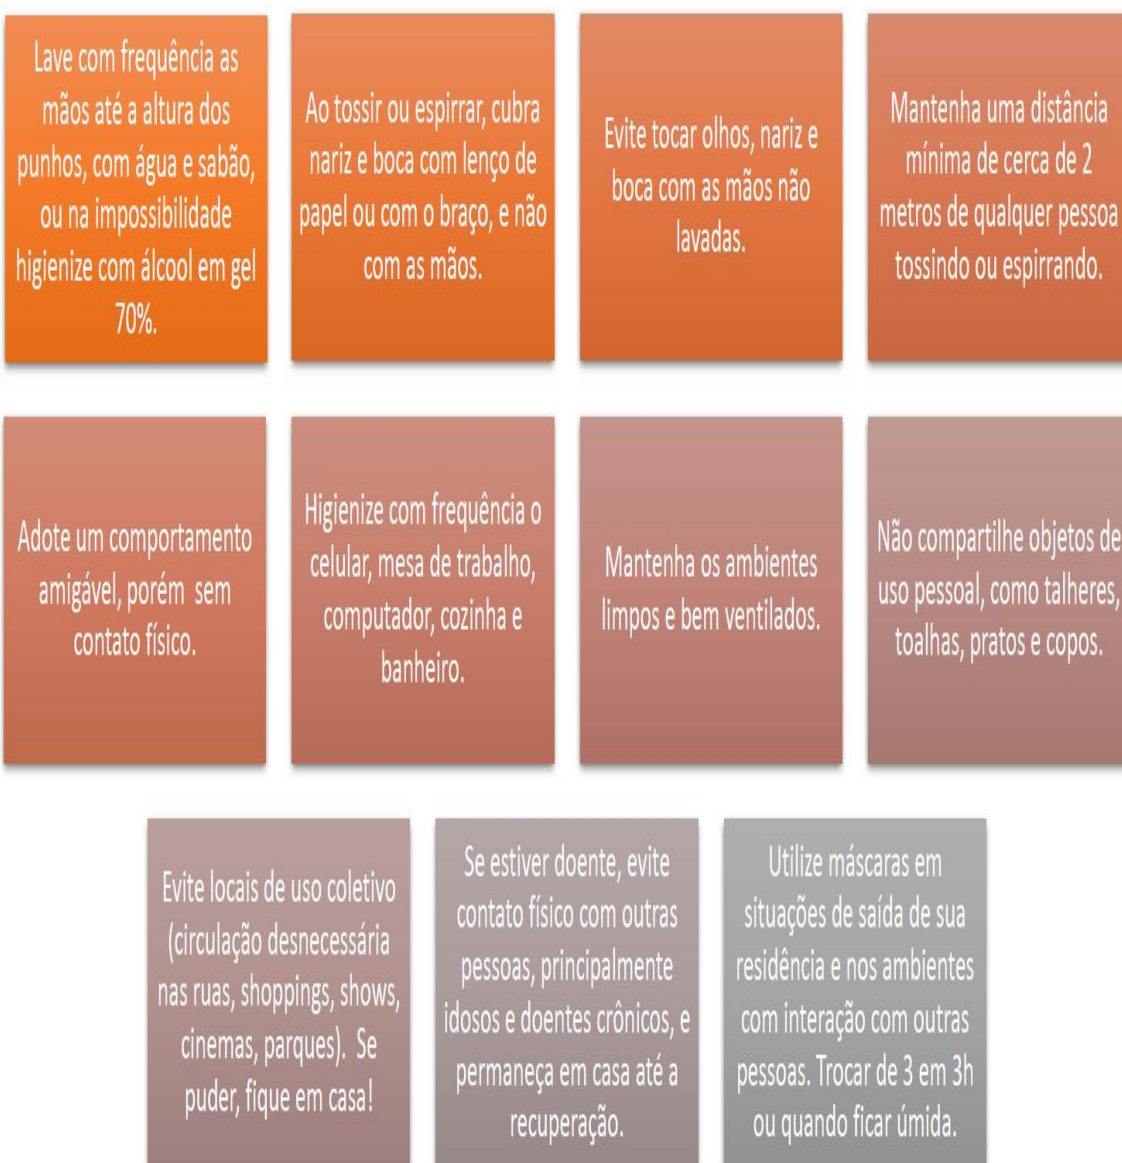 Lave com frequência as
mãos até a altura dos
punhos, com água e sabão,
ou na impossibilidade
higienize com álcool em gel
70%.
Ao tossir ou espirrar, cubra
nariz e boca com lenço de
papel ou com o braço, e não
com as mãos.
Evite tocar olhos, nariz e
boca com as mãos não
lavadas.
Mantenha uma distância
mínima de cerca de 2
metros de qualquer pessoa
tossindo ou espirrando.
Adote um comportamento
amigável, porém sem
contato físico.
Higienize com frequência o
celular, mesa de trabalho,
computador, cozinha e
banheiro.
Mantenha os ambientes
limpos e bem ventilados.
Não compartilhe objetos de
uso pessoal, como talheres,
toalhas, pratos e copos.
Evite locais de uso coletivo
(circulação desnecessária
nas ruas, shoppings, shows,
cinemas, parques). Se
puder, fique em casa!
Se estiver doente, evite
contato físico com outras
pessoas, principalmente
idosos e doentes crônicos, e
permaneça em casa até a
recuperação.
Utilize máscaras em
situações de saída de sua
residência e nos ambientes
com interação com outras
pessoas. Trocar de 3 em 3h
ou quando ficar úmida.